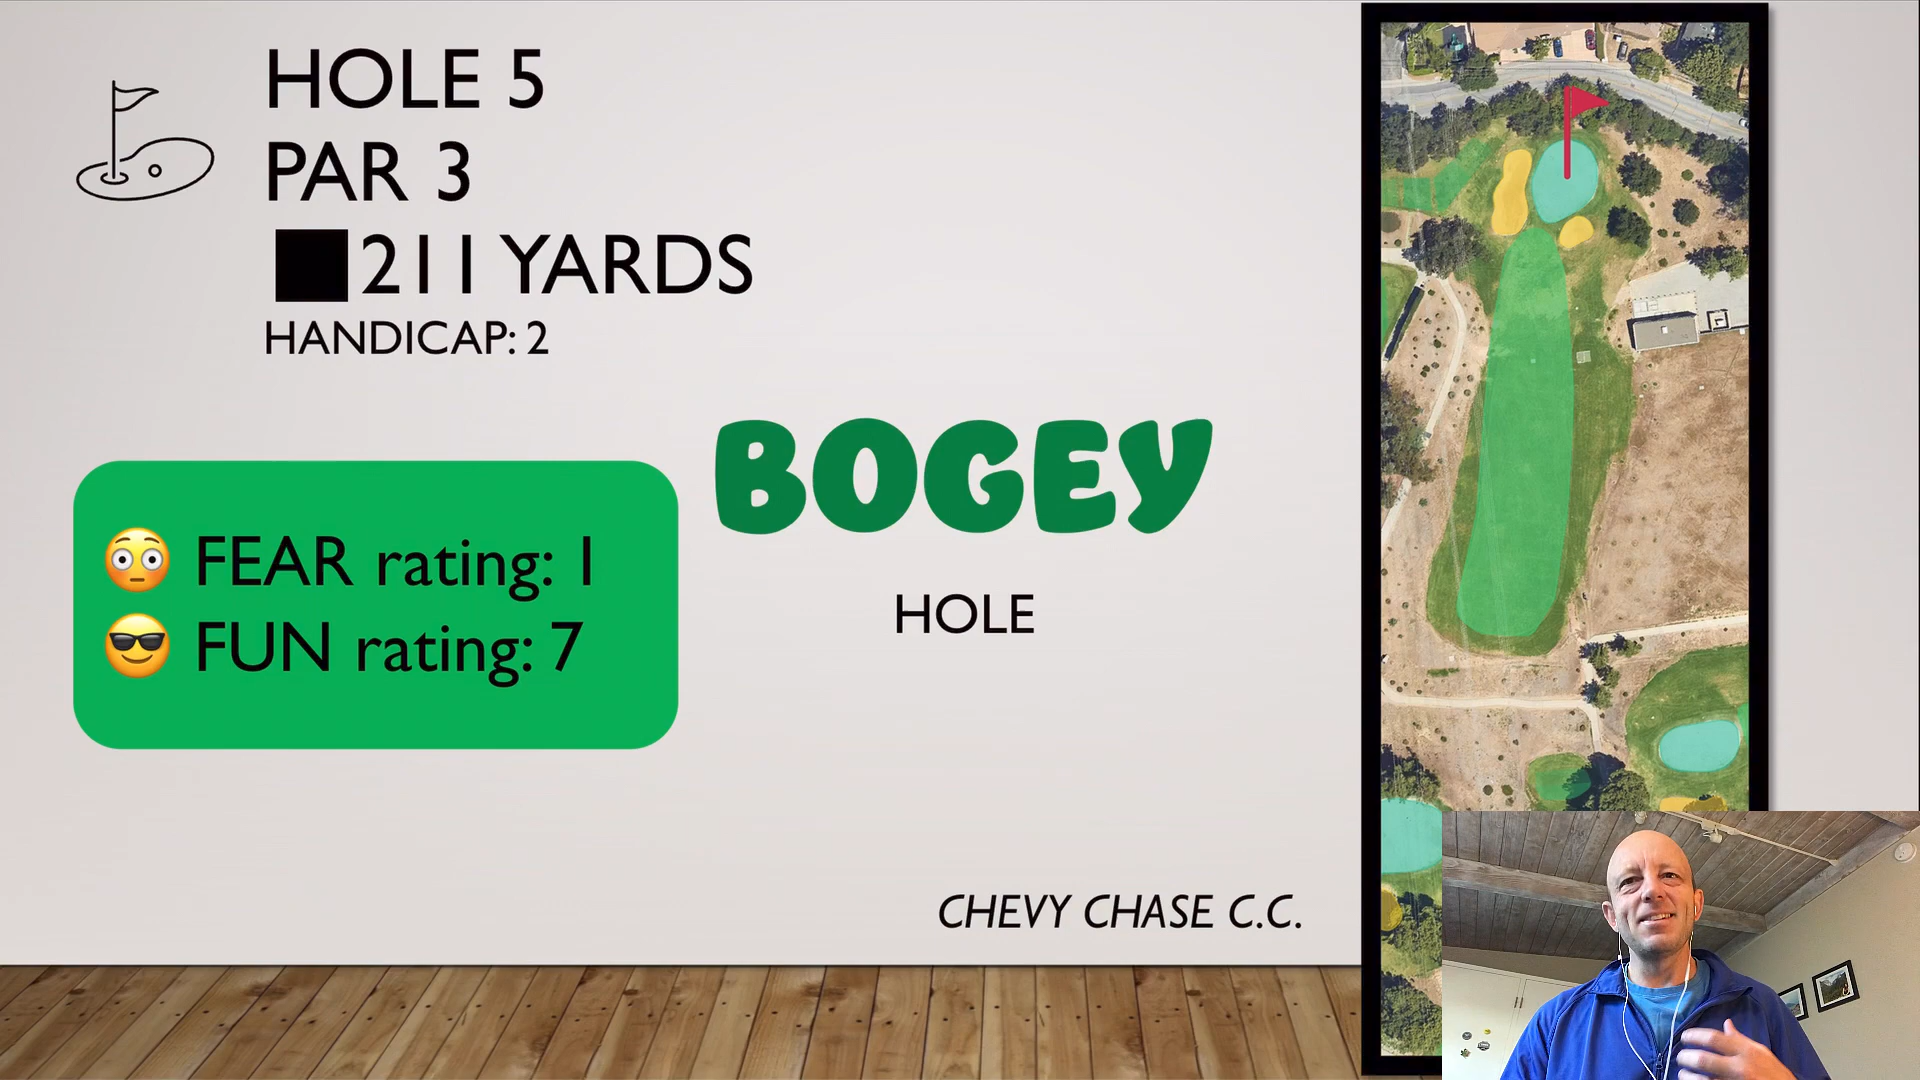 HOLE 5
PAR 3
211 YARDS
HANDICAP: 2
FEAR rating: 1
FUN rating: 7
BOGEY
HOLE
CHEVY CHASE C.C.